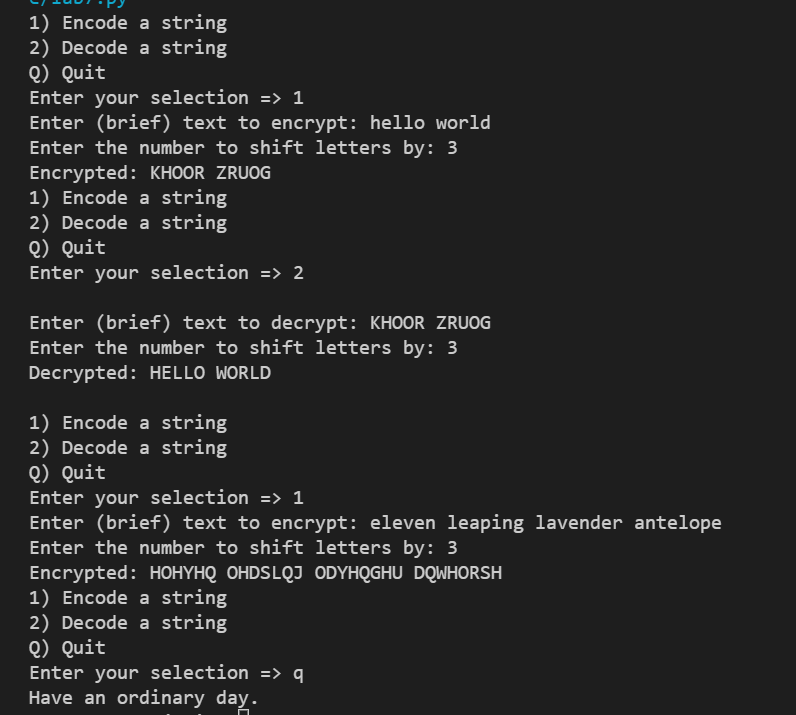 1) Encode a string
2) Decode a string
Q) Quit
Enter your selection => 1
Enter (brief) text to encrypt: hello world
Enter the number to shift letters by: 3
Encrypted: KHOOR ZRUOG
1) Encode a string
2) Decode a string
Q) Quit
Enter your selection => 2
Enter (brief) text to decrypt: KHOOR ZRUOG
Enter the number to shift letters by: 3
Decrypted: HELLO WORLD
1) Encode a string
2) Decode a string
Q) Quit
Enter your selection => 1
Enter (brief) text to encrypt: eleven leaping lavender antelope
Enter the number to shift letters by: 3
Encrypted: HOHYHQ OHDSLQJ ODYHQGHU DQWHORSH
1) Encode a string
2) Decode a string
Q) Quit
Enter your selection => q
Have an ordinary day.